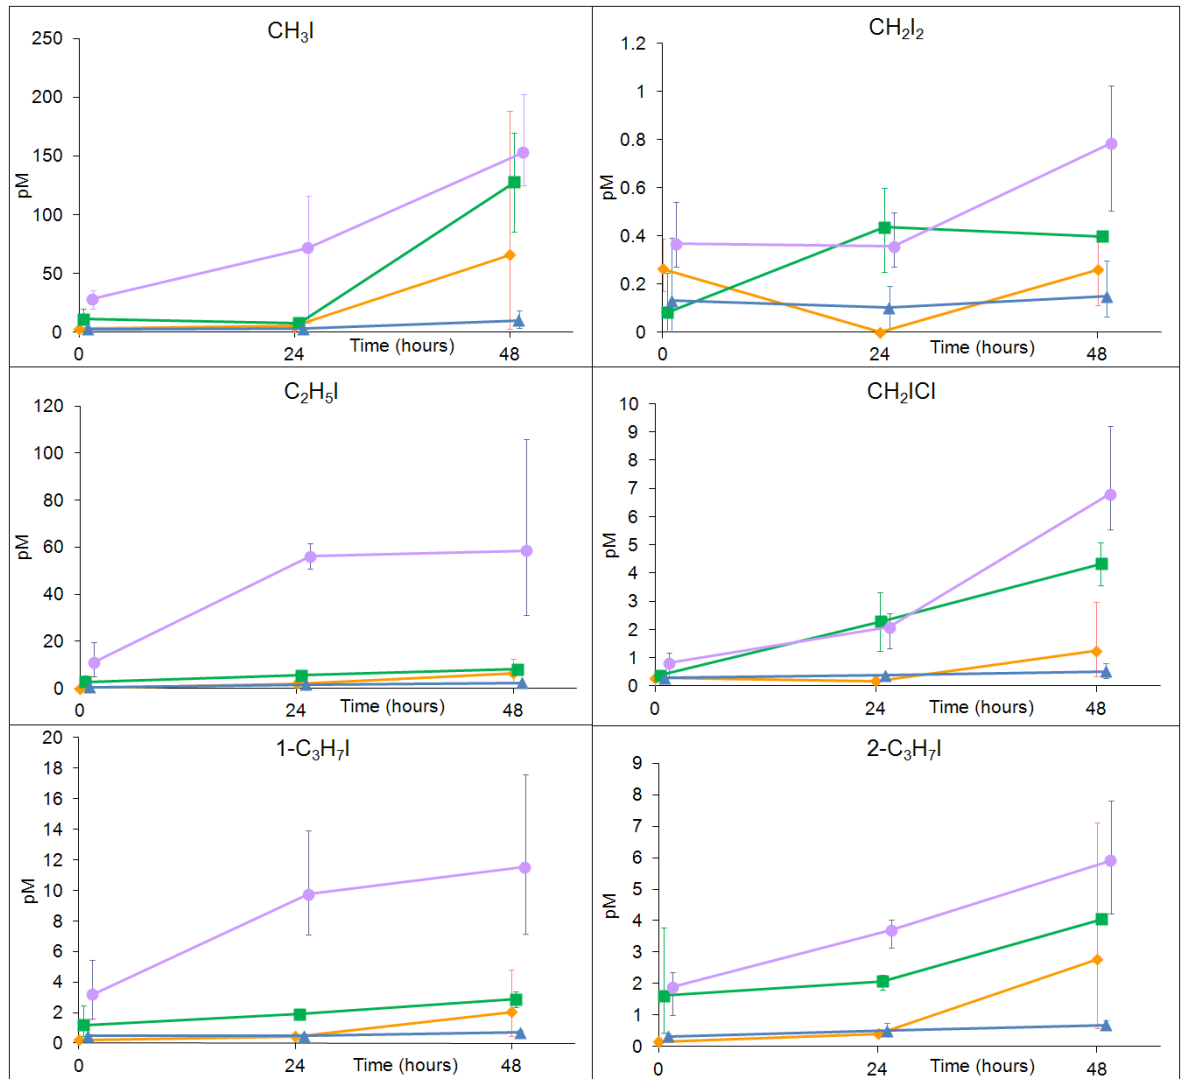 CH₃I
250
200
150
100
50
0
pM
0 24 48
Time (hours)
CH₂I₂
1.2
1
0.8
0.6
0.4
0.2
0
pM
0 24 48
Time (hours)
C₂H₅I
120
100
80
60
40
20
0
pM
0 24 48
Time (hours)
CH₂ICl
10
9
8
7
6
5
4
3
2
1
0
pM
0 24 48
Time (hours)
1-C₃H₇I
20
18
16
14
12
10
8
6
4
2
0
pM
0 24 48
Time (hours)
2-C₃H₇I
9
8
7
6
5
4
3
2
1
0
pM
0 24 48
Time (hours)